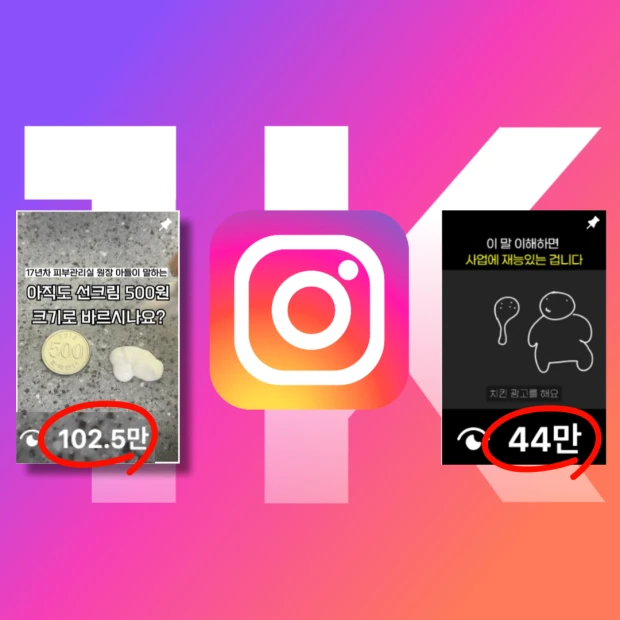 1K
17년차 피부관리실 원장 아들이 말하는
아직도 선크림 500원
크기로 바르시나요?
500
102.5만
이 말 이해하면
사업에 재능있는 겁니다
치킨 광고를 해요
44만